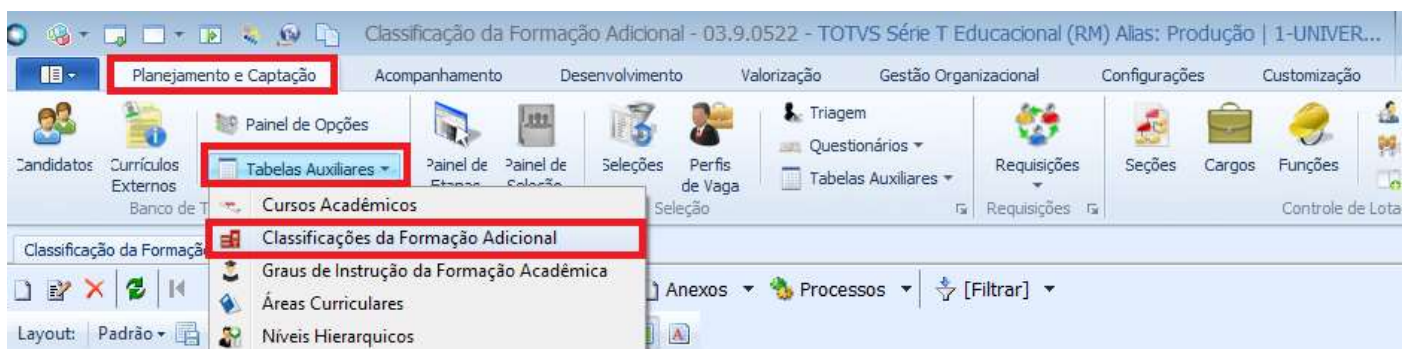 Classificação da Formação Adicional - 03.9.0522 - TOTVS Série T Educacional (RM) Alias: Produção | 1-UNIVER...
Planejamento e Captação Acompanhamento Desenvolvimento Valorização Gestão Organizacional Configurações Customização
Candidatos
Currículos
Externos
Painel de Opções
Tabelas Auxiliares
Painel de
Etapas
Painel de
Seleção
Seleções
Perfis
de Vaga
Triagem
Questionários
Tabelas Auxiliares
Requisições
Seções
Cargos
Funções
Banco de T
Seleção
Requisições
Controle de Lota
Cursos Acadêmicos
Classificações da Formação Adicional
Graus de Instrução da Formação Acadêmica
Áreas Curriculares
Níveis Hierarquicos
Classificação da Formaçã
Anexos Processos [Filtrar]
Layout: Padrão